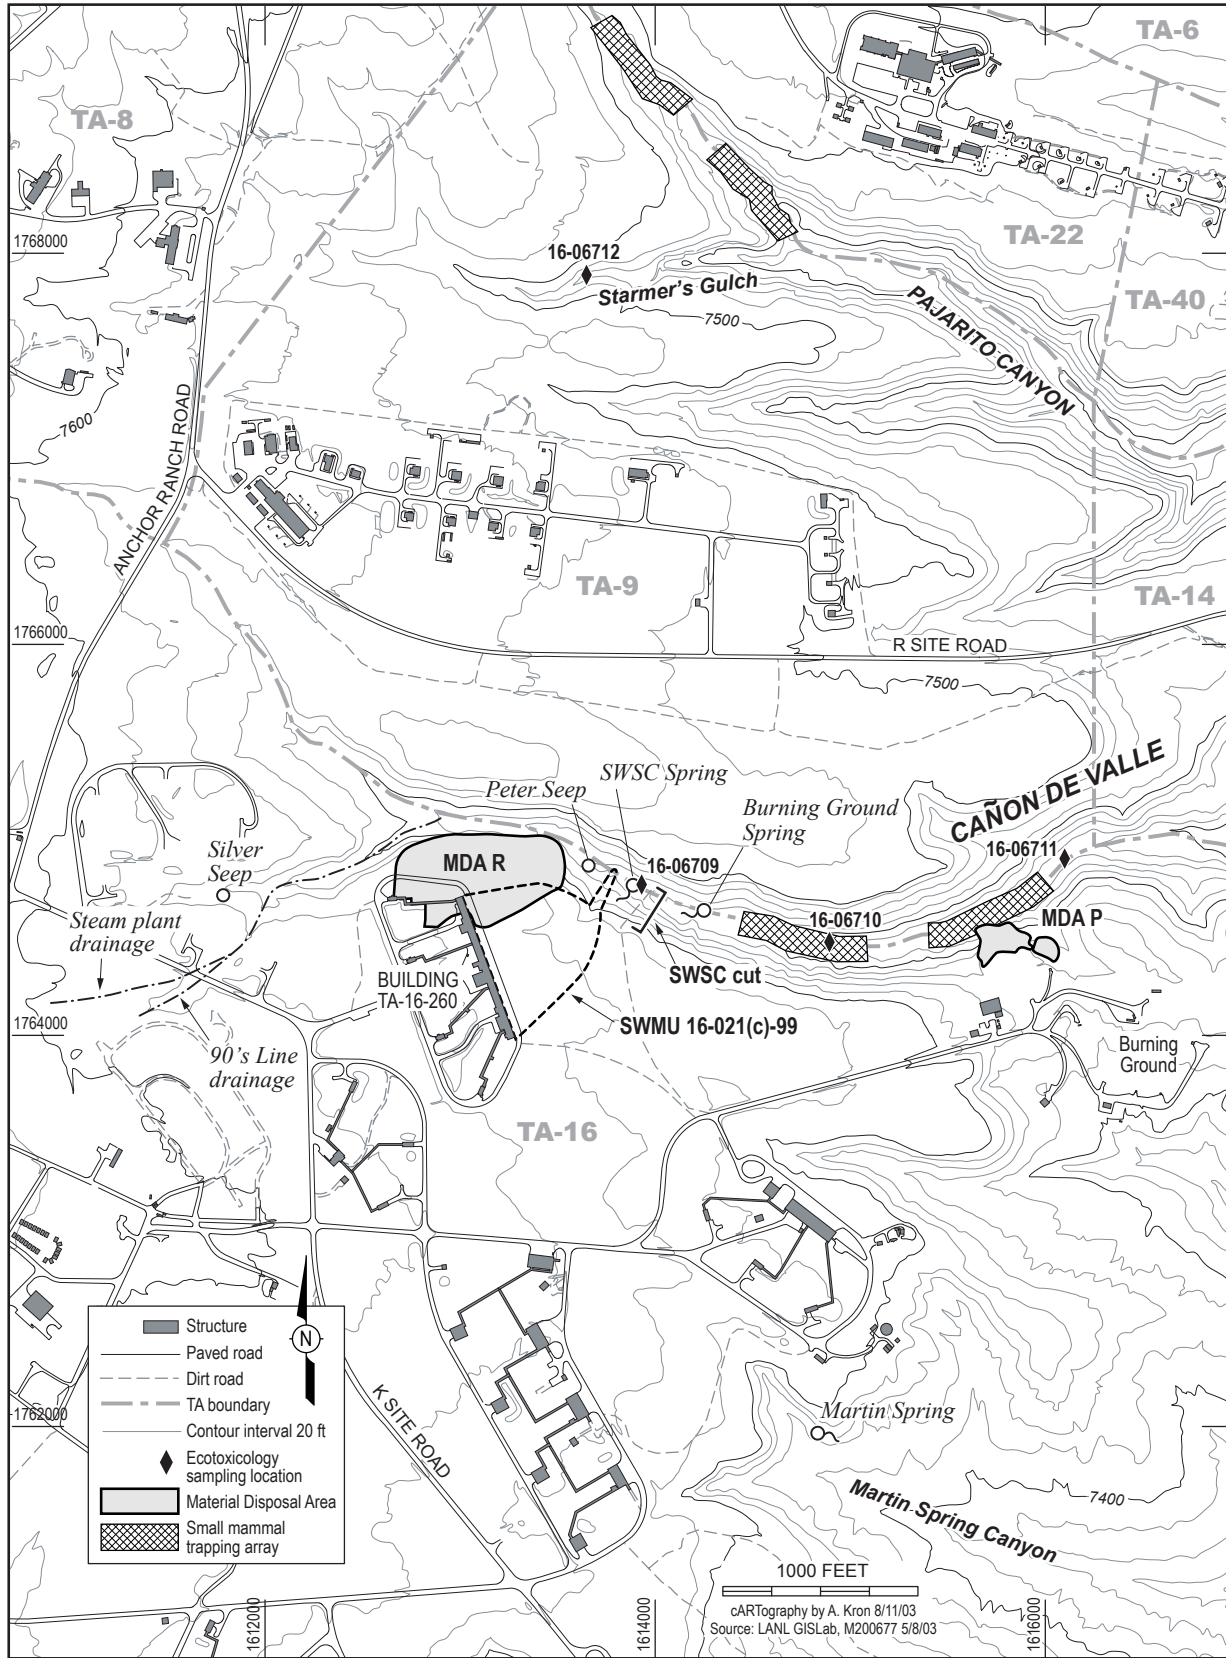 TA-6
TA-8
1768000
16-06712
Starmer's Gulch
TA-22
TA-40
7500
PAJARITO CANYON
7600
ANCHOR RANCH ROAD
TA-9
TA-14
1766000
R SITE ROAD
7500
CAÑON DE VALLE
SWSC Spring
Peter Seep
Burning Ground
Spring
Silver
Seep
MDA R
16-06709
16-06711
Steam plant
drainage
16-06710
MDA P
BUILDING
TA-16-260
SWSC cut
SWMU 16-021(c)-99
1764000
90's Line
drainage
Burning
Ground
TA-16
Structure
Paved road
Dirt road
TA boundary
Contour interval 20 ft
Ecotoxicology
sampling location
Material Disposal Area
Small mammal
trapping array
N
1762000
K SITE ROAD
Martin Spring
7400
Martin Spring Canyon
1000 FEET
cARTography by A. Kron 8/11/03
Source: LANL GISLab, M200677 5/8/03
1612000
1614000
1616000